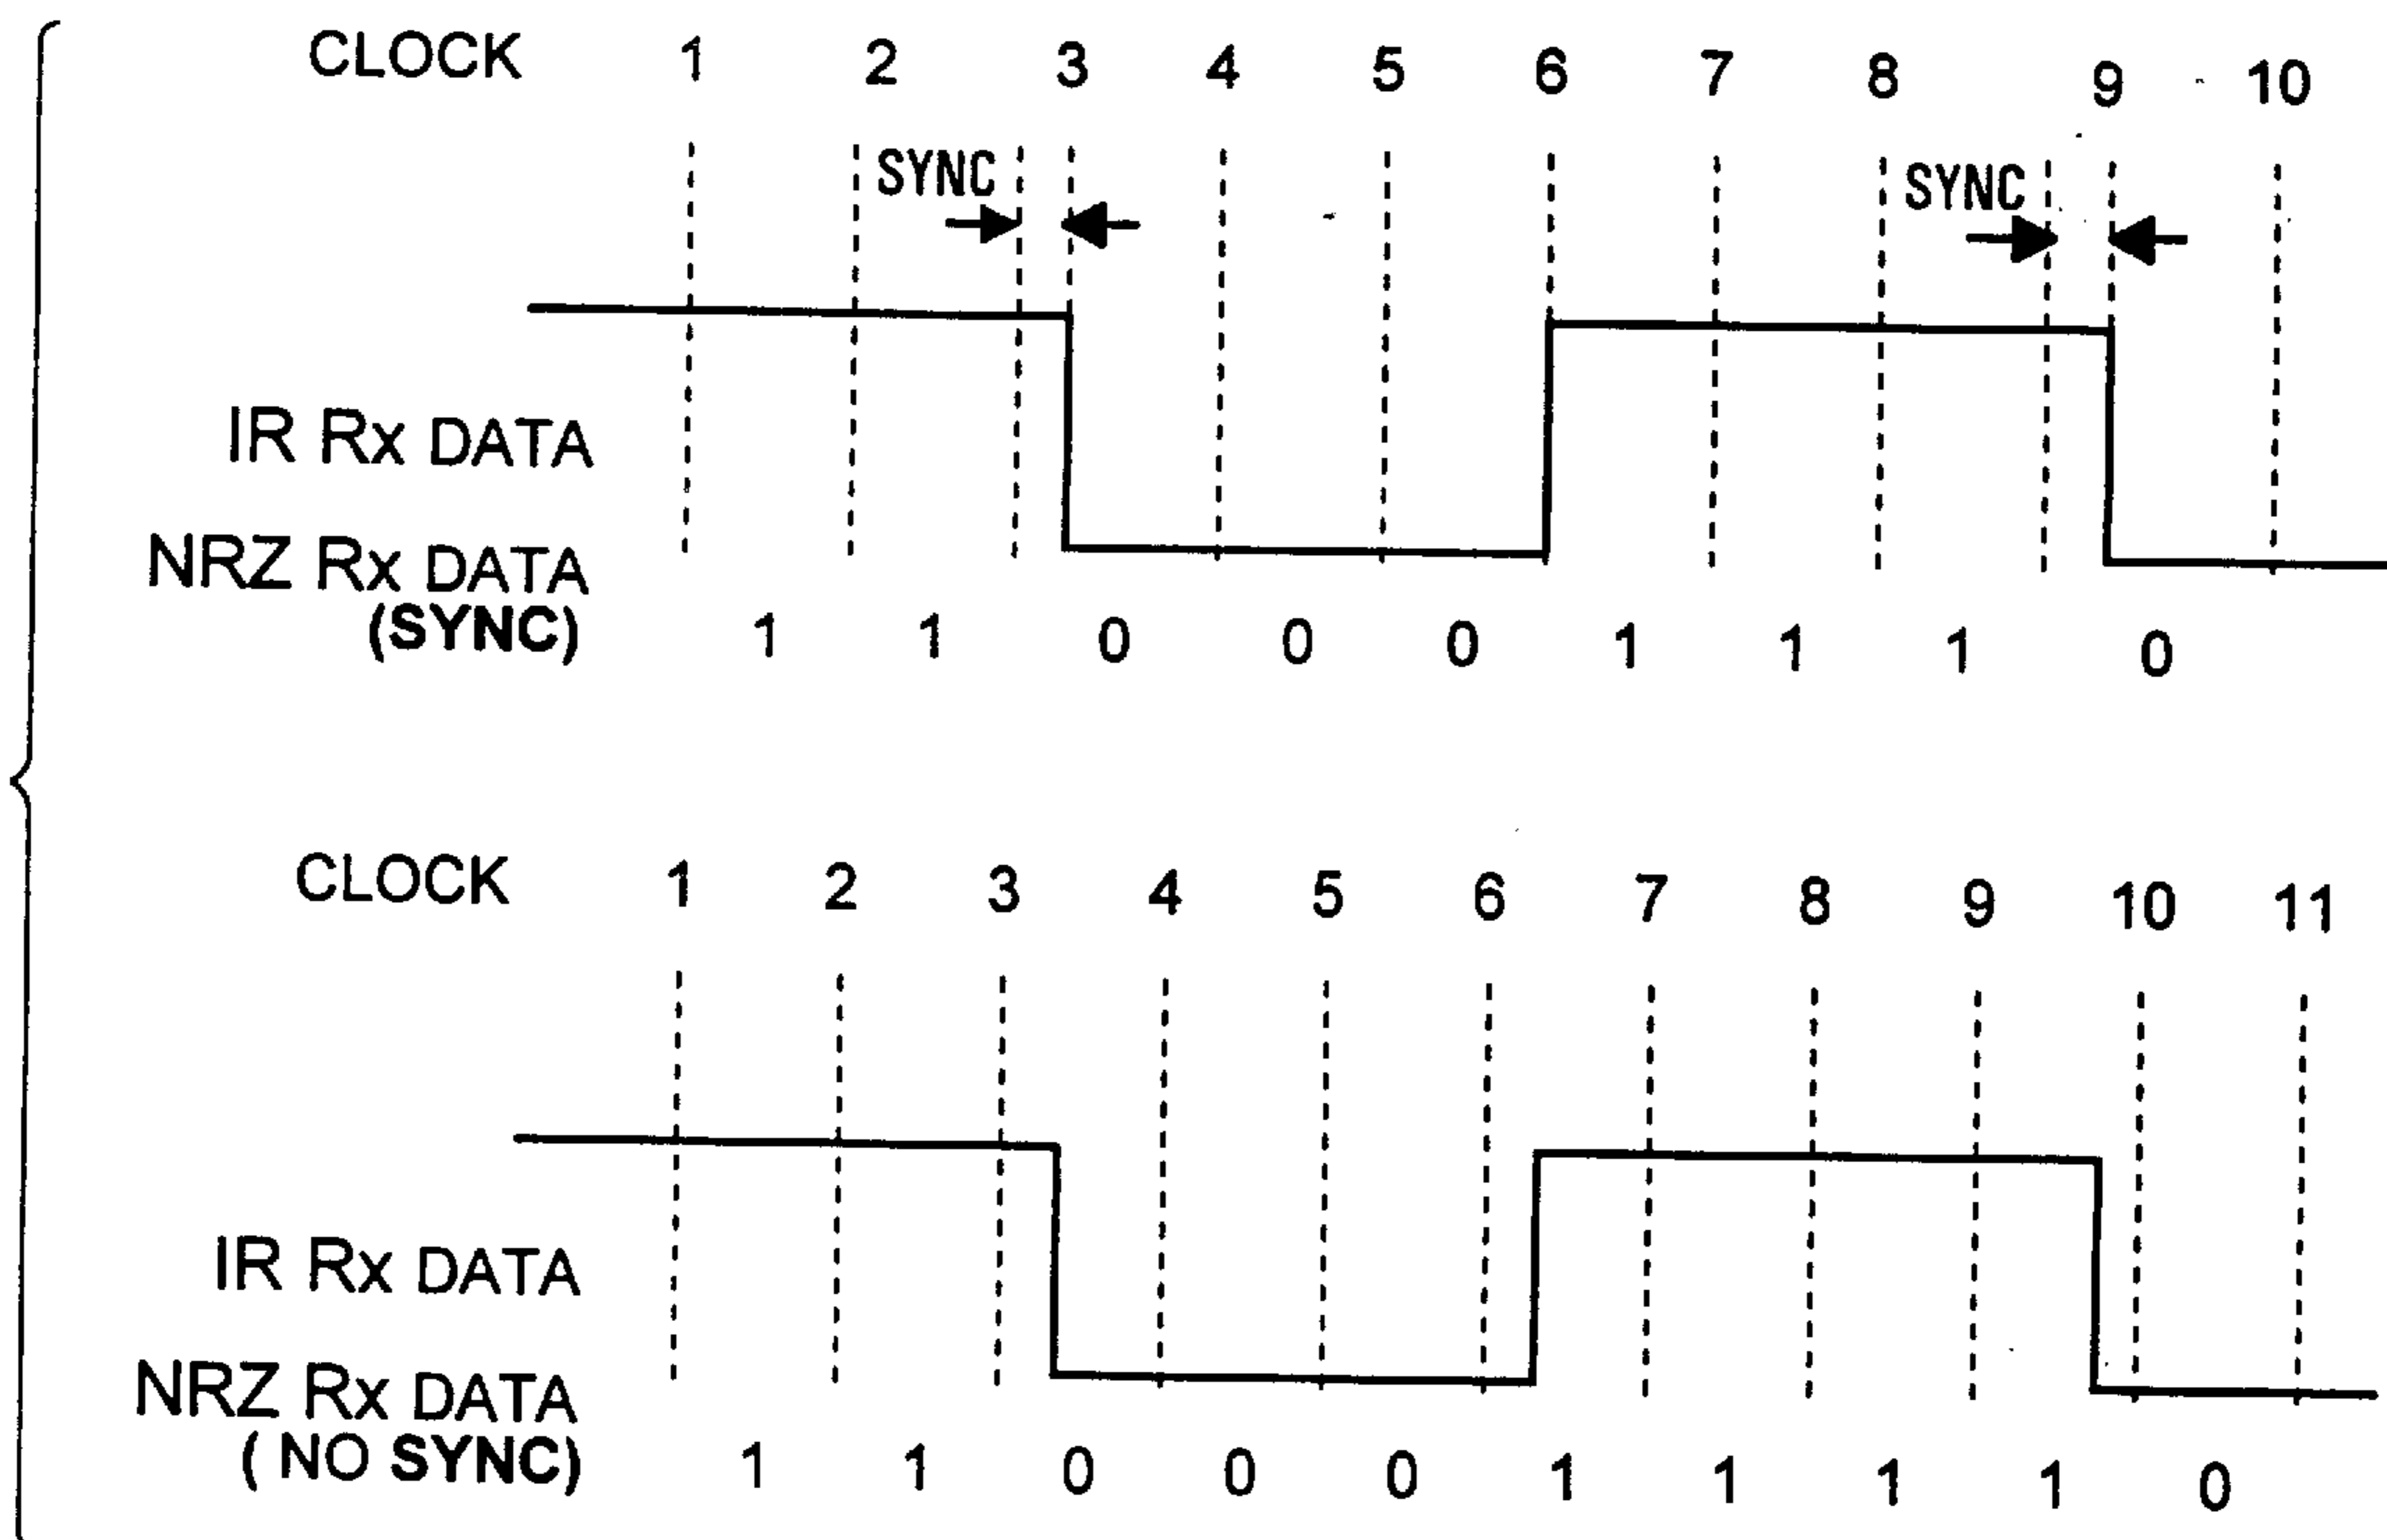 CLOCK 1 2 3 4 5 6 7 8 9 10
SYNC SYNC
IR Rx DATA
NRZ Rx DATA
(SYNC)
1 1 0 0 0 1 1 1 0
CLOCK 1 2 3 4 5 6 7 8 9 10 11
IR Rx DATA
NRZ Rx DATA
( NO SYNC)
1 1 0 0 0 1 1 1 1 0